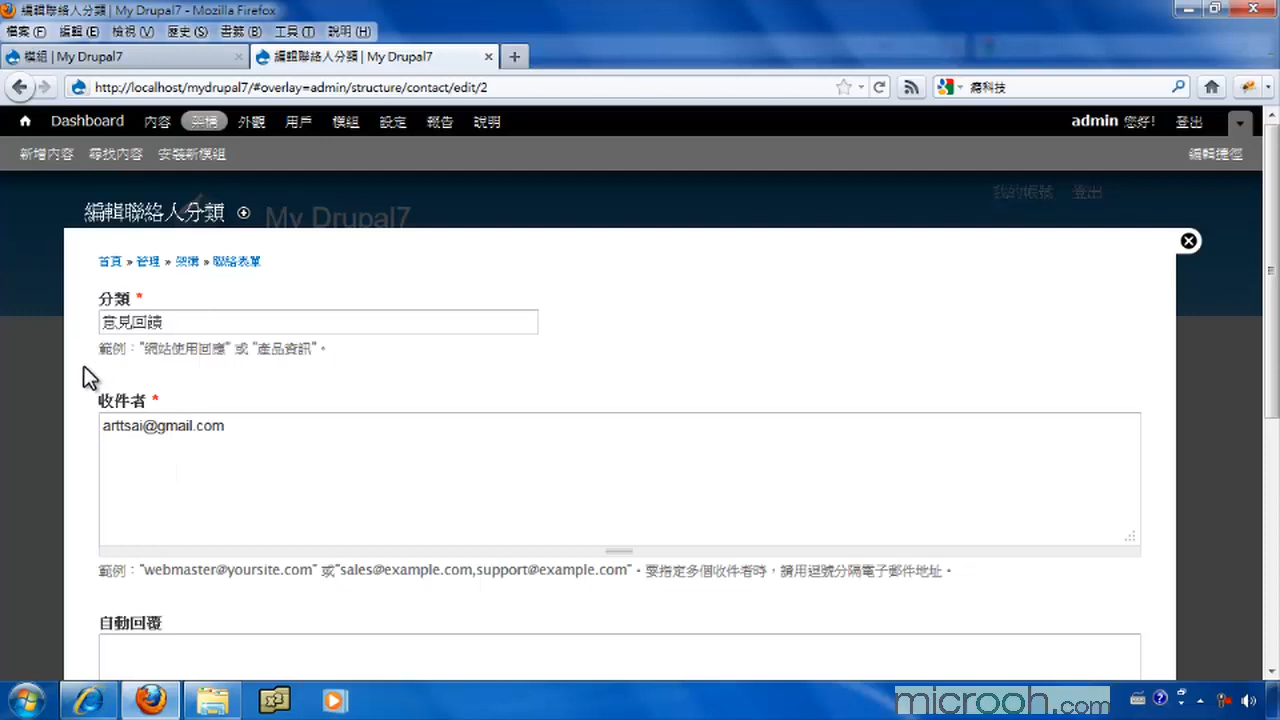 編輯聯絡人分類 | My Drupal7 - Mozilla Firefox
檔案(F) 編輯(E) 檢視(V) 歷史(S) 書籤(B) 工具(T) 說明(H)
模組 | My Drupal7 編輯聯絡人分類 | My Drupal7
http://localhost/mydrupal7/#overlay=admin/structure/contact/edit/2 癮科技
Dashboard 內容 架構 外觀 用戶 模組 設定 報告 說明 admin 您好! 登出
新增內容 尋找內容 安裝新模組 編輯捷徑
我的帳號 登出
編輯聯絡人分類 My Drupal7
首頁 » 管理 » 架構 » 聯絡表單
分類 *
意見回饋
範例："網站使用回應" 或 "產品資訊"。
收件者 *
arttsai@gmail.com
範例："webmaster@yoursite.com" 或"sales@example.com,support@example.com"。要指定多個收件者時，請用逗號分隔電子郵件地址。
自動回覆
microoh.com